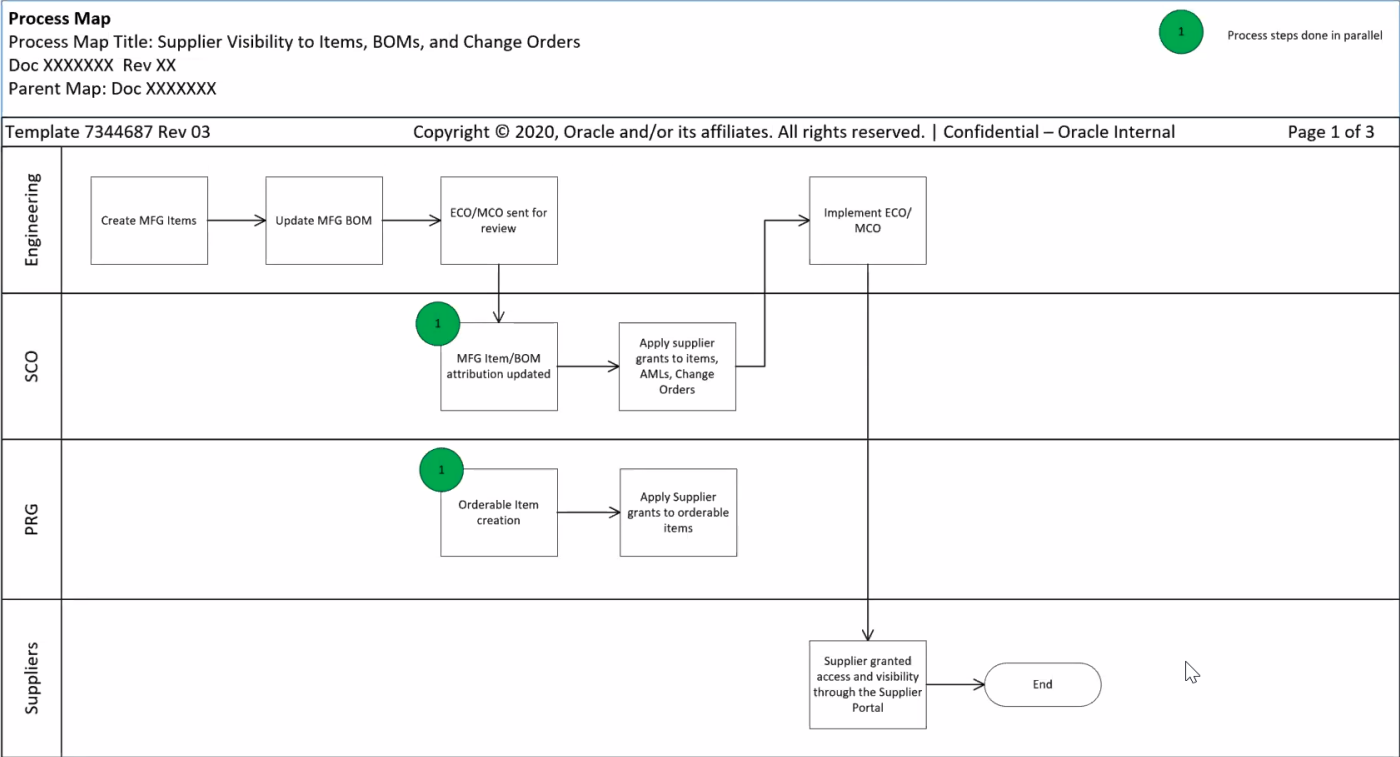 Process Map
Process Map Title: Supplier Visibility to Items, BOMs, and Change Orders
Doc XXXXXXX  Rev XX
Parent Map: Doc XXXXXXX
1
Process steps done in parallel
Template 7344687 Rev 03
Copyright © 2020, Oracle and/or its affiliates. All rights reserved. | Confidential – Oracle Internal
Page 1 of 3
Engineering
Create MFG Items
Update MFG BOM
ECO/MCO sent for
review
Implement ECO/
MCO
SCO
1
MFG Item/BOM
attribution updated
Apply supplier
grants to items,
AMLs, Change
Orders
PRG
1
Orderable Item
creation
Apply Supplier
grants to orderable
items
Suppliers
Supplier granted
access and visibility
through the Supplier
Portal
End